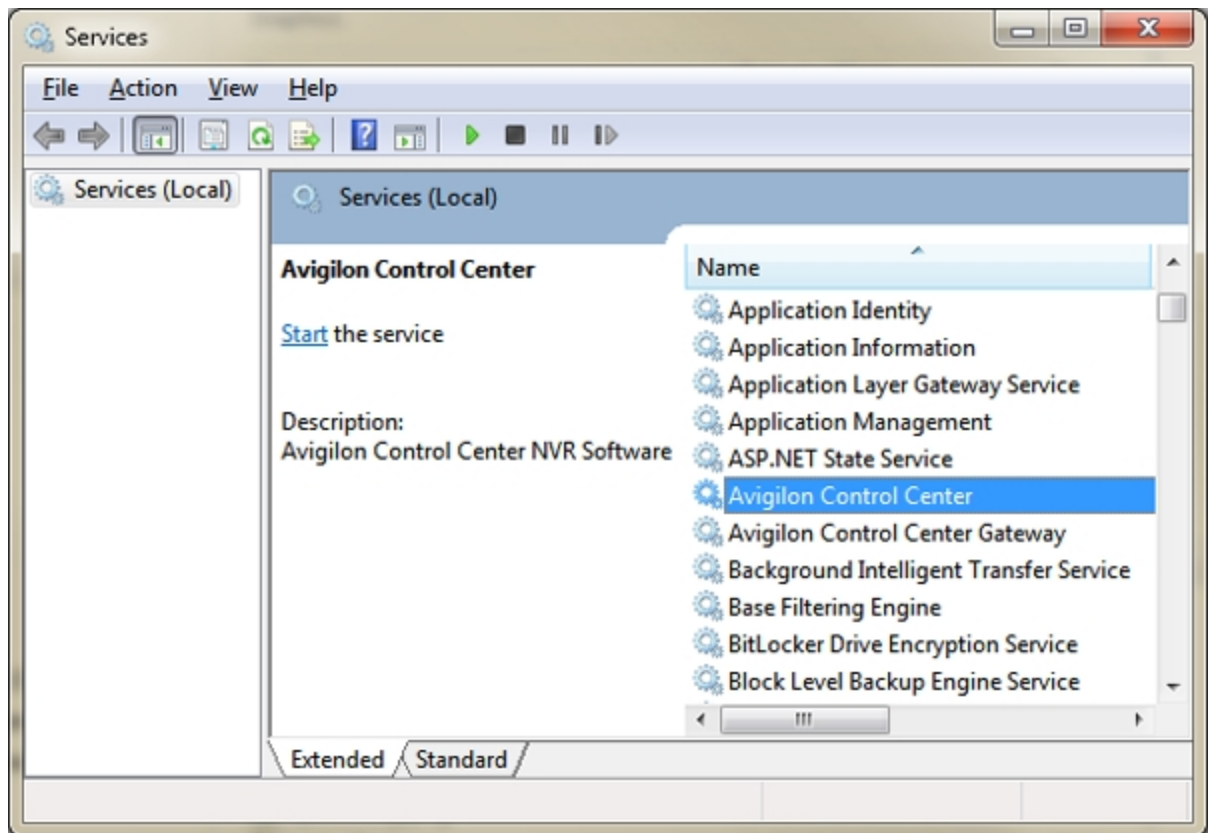 Services
File Action View Help
Services (Local)
Services (Local)
Avigilon Control Center
Start the service
Description:
Avigilon Control Center NVR Software
Name
Application Identity
Application Information
Application Layer Gateway Service
Application Management
ASP.NET State Service
Avigilon Control Center
Avigilon Control Center Gateway
Background Intelligent Transfer Service
Base Filtering Engine
BitLocker Drive Encryption Service
Block Level Backup Engine Service
Extended Standard